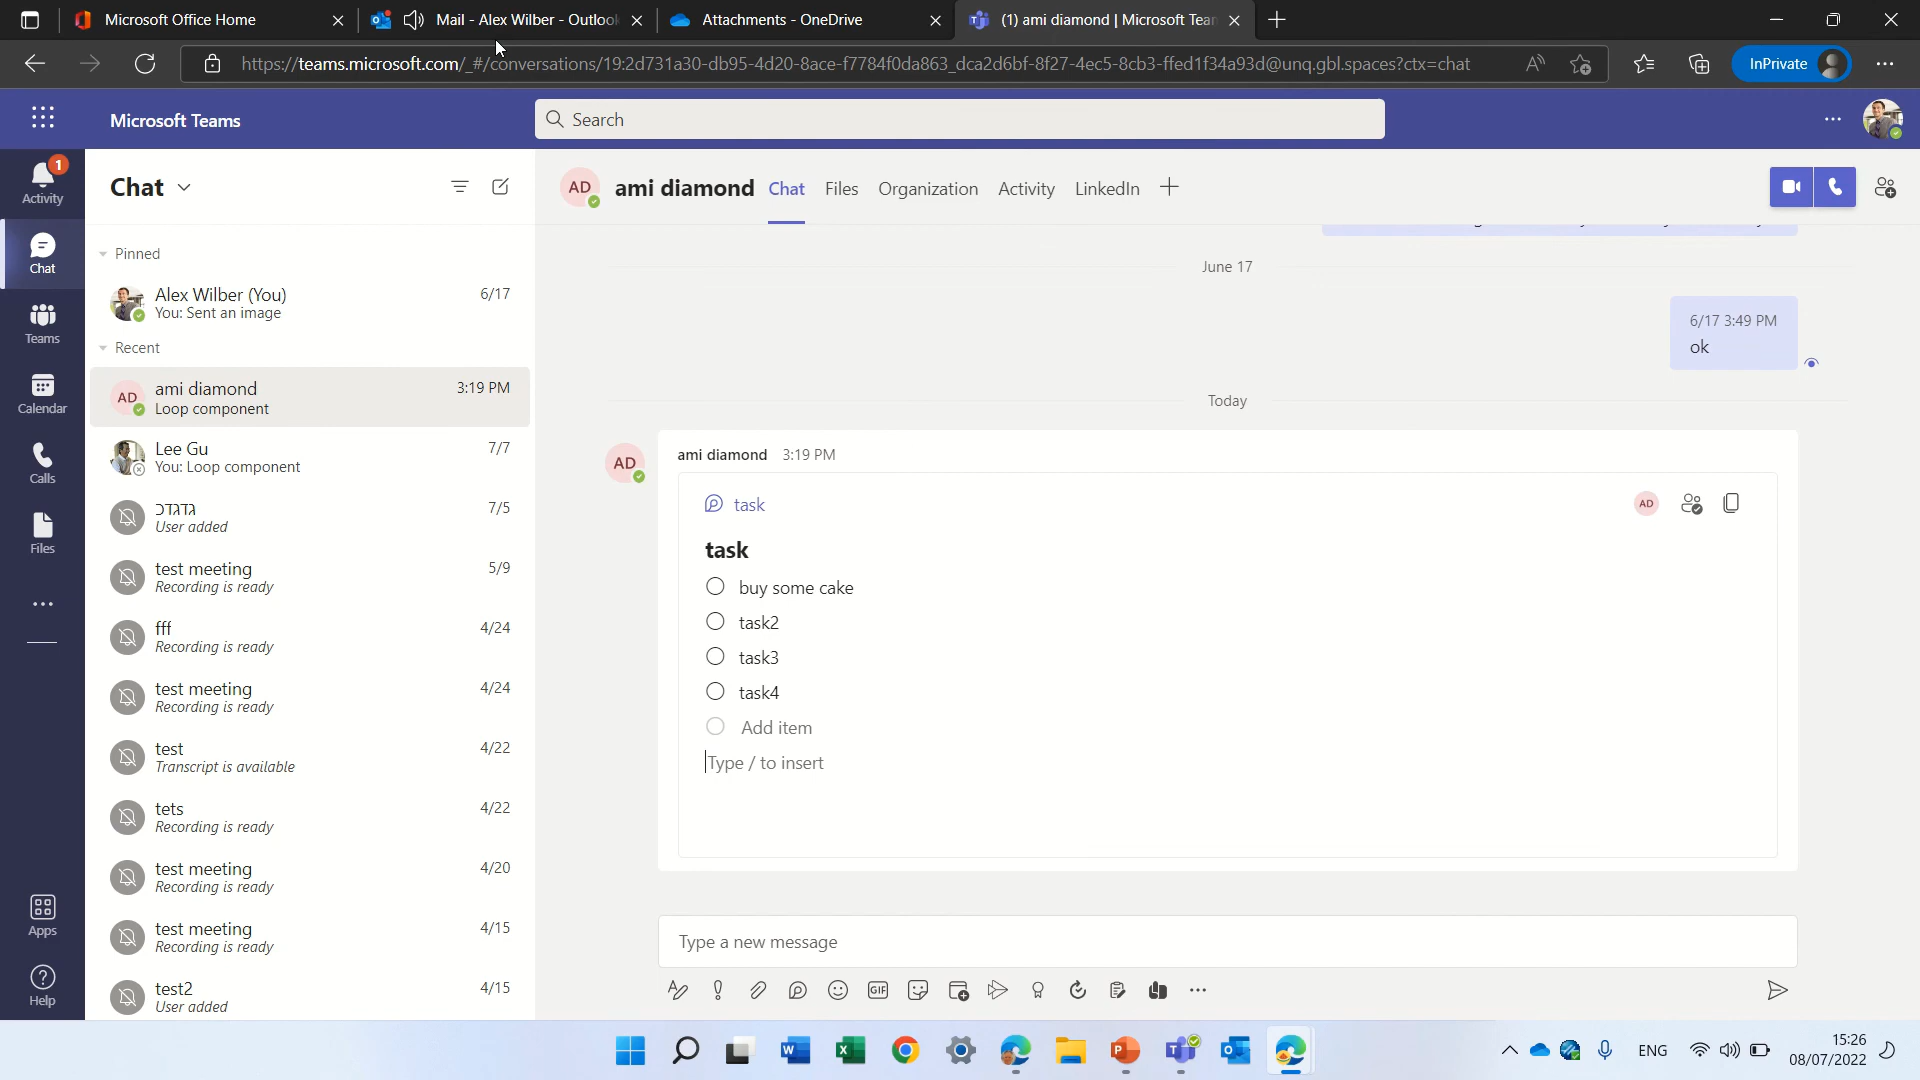 Microsoft Office Home
Mail - Alex Wilber - Outlook
Attachments - OneDrive
(1) ami diamond | Microsoft Tean
https://teams.microsoft.com/_#/conversations/19:2d731a30-db95-4d20-8ace-f7784f0da863_dca2d6bf-8f27-4ec5-8cb3-ffed1f34a93d@unq.gbl.spaces?ctx=chat
InPrivate
Microsoft Teams
Search
1
Activity
Chat
Teams
Calendar
Calls
Files
Apps
Help
Chat
Pinned
Alex Wilber (You) 6/17
You: Sent an image
Recent
AD ami diamond 3:19 PM
Loop component
Lee Gu 7/7
You: Loop component
גדגדכ 7/5
User added
test meeting 5/9
Recording is ready
fff 4/24
Recording is ready
test meeting 4/24
Recording is ready
test 4/22
Transcript is available
tets 4/22
Recording is ready
test meeting 4/20
Recording is ready
test meeting 4/15
Recording is ready
test2 4/15
User added
AD ami diamond Chat Files Organization Activity LinkedIn
June 17
6/17 3:49 PM
ok
Today
AD ami diamond 3:19 PM
task AD
task
buy some cake
task2
task3
task4
Add item
Type / to insert
Type a new message
GIF
ENG
15:26
08/07/2022